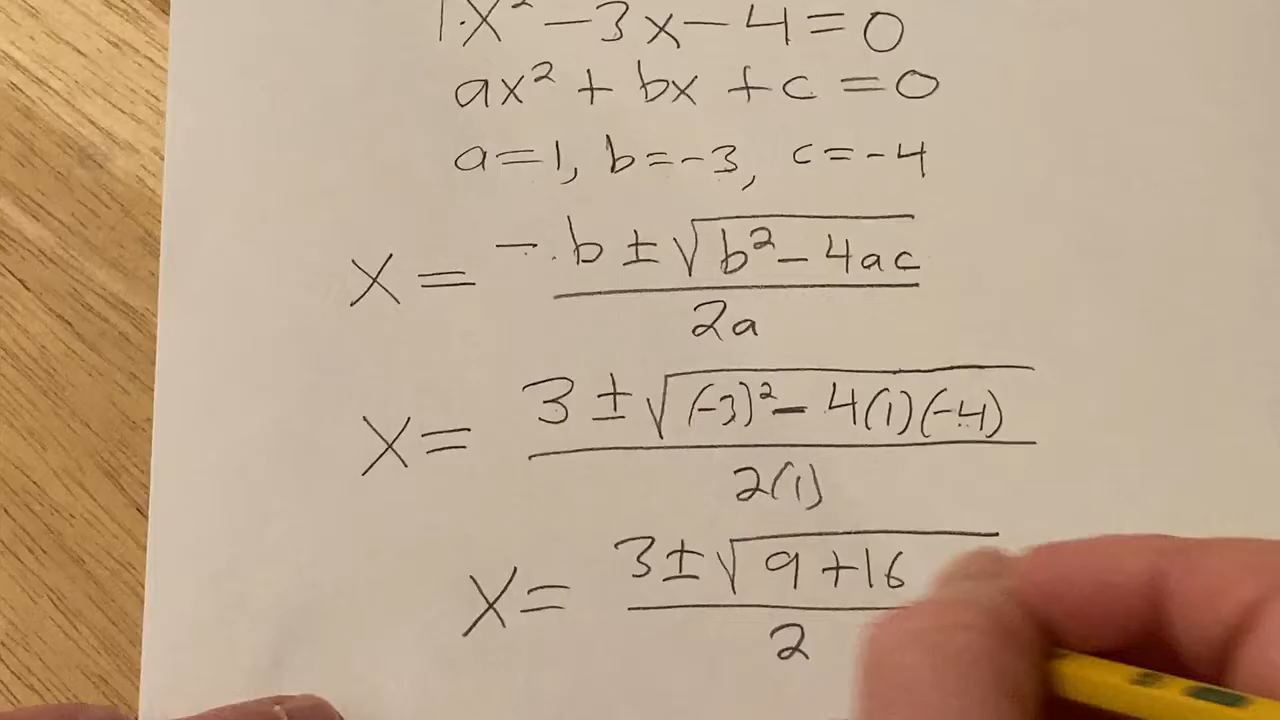 1·x² − 3x − 4 = 0
ax² + bx + c = 0
a = 1, b = −3, c = −4
x = (−b ± √(b² − 4ac)) / 2a
x = (3 ± √((-3)² − 4(1)(-4))) / 2(1)
x = (3 ± √(9 + 16)) / 2